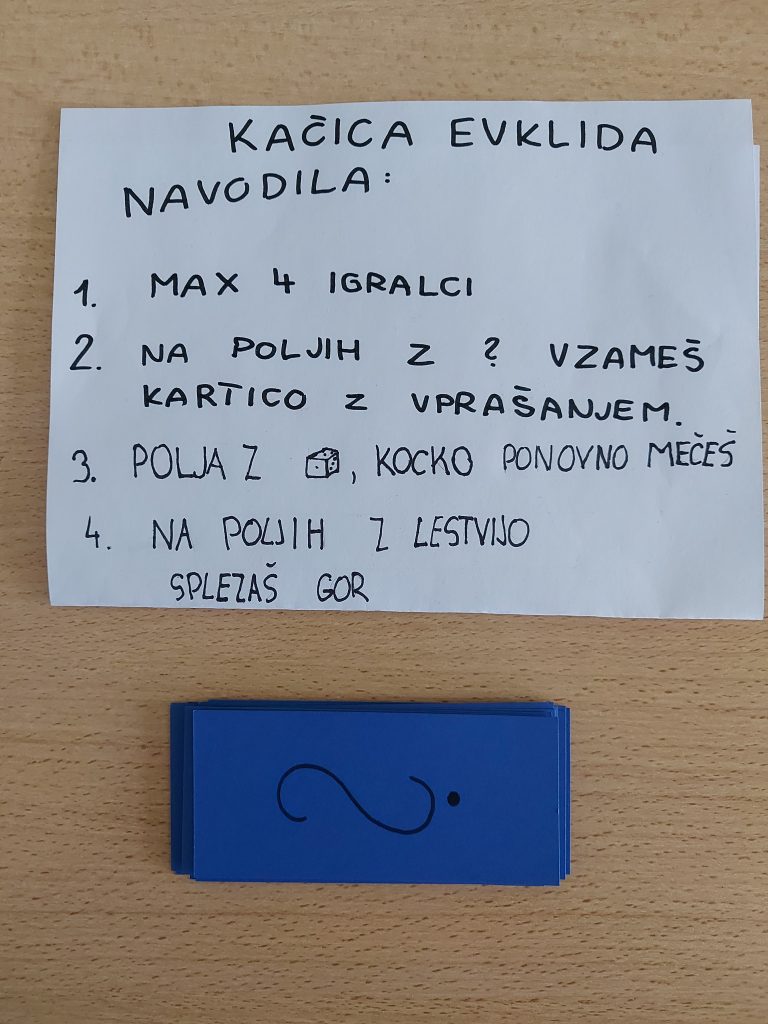 KAČICA EVKLIDA
NAVODILA:
1. MAX 4 IGRALCI
2. NA POLJIH Z ? VZAMEŠ
KARTICO Z VPRAŠANJEM.
3. POLJA Z 🎲, KOCKO PONOVNO MEČEŠ
4. NA POLJIH Z LESTVIJO
SPLEZAŠ GOR
?